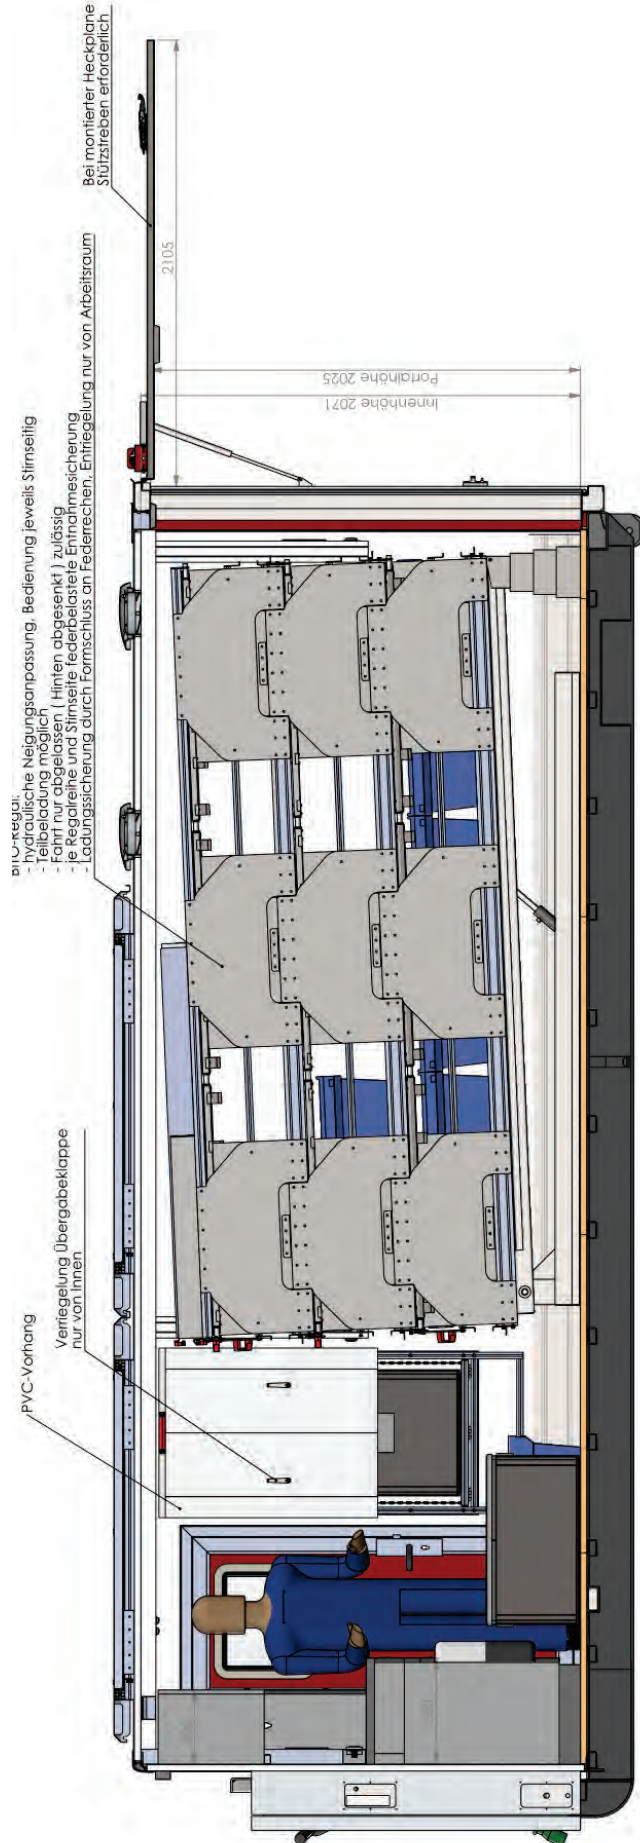 BITO-Regal:
- hydraulische Neigungsanpassung, Bedienung jeweils Stirnseitig
- Teilbeladung möglich
- Fahrt nur abgelassen ( Hinten abgesenkt ) zulässig
- je Regalreihe und Stirnseite federbelastete Entnahmesicherung
- Ladungssicherung durch Formschluss an Federrechen, Entriegelung nur von Arbeitsraum
Bei montierter Heckplane
Stützstreben erforderlich
PVC-Vorhang
Verriegelung Übergabeklappe
nur von Innen
2105
Portalhöhe 2025
Innenhöhe 2071